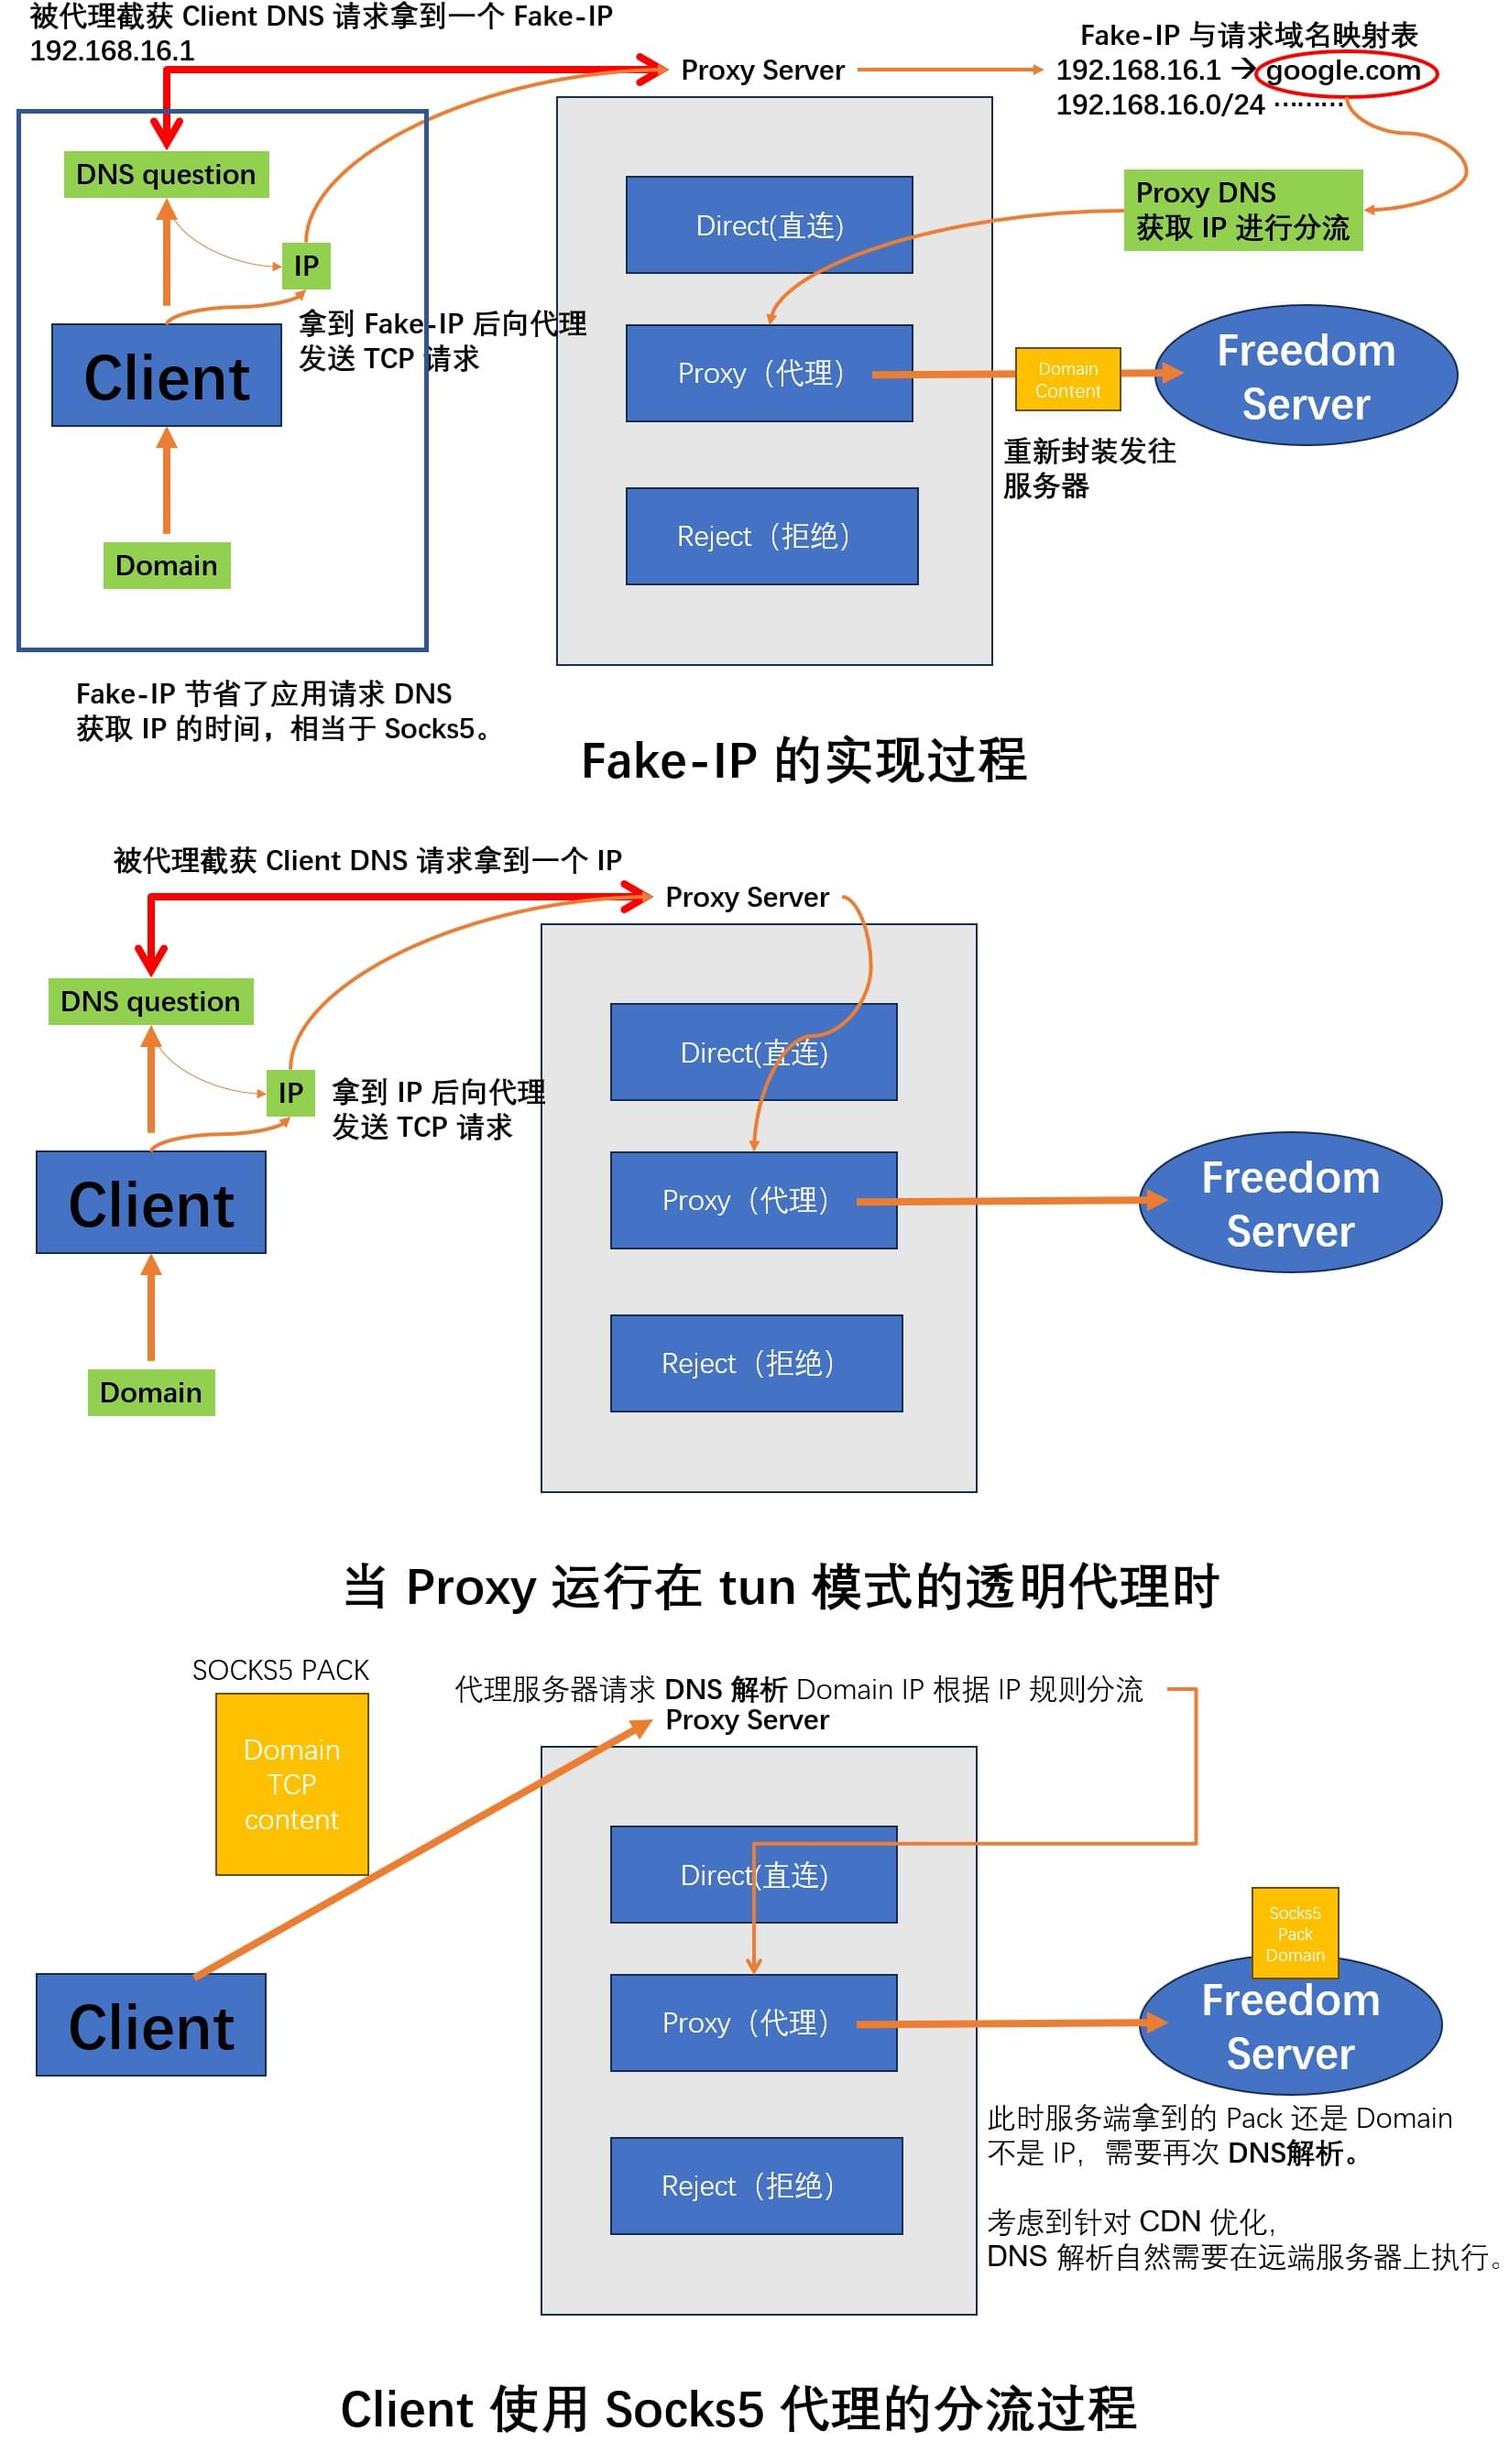 被代理截获 Client DNS 请求拿到一个 Fake-IP
192.168.16.1
Proxy Server
Fake-IP 与请求域名映射表
192.168.16.1 → google.com
192.168.16.0/24 ………
DNS question
IP
拿到 Fake-IP 后向代理
发送 TCP 请求
Client
Domain
Direct(直连)
Proxy（代理）
Reject（拒绝）
Proxy DNS
获取 IP 进行分流
Domain
Content
Freedom
Server
重新封装发往
服务器
Fake-IP 节省了应用请求 DNS
获取 IP 的时间，相当于 Socks5。
Fake-IP 的实现过程
被代理截获 Client DNS 请求拿到一个 IP
Proxy Server
DNS question
IP
拿到 IP 后向代理
发送 TCP 请求
Client
Domain
Direct(直连)
Proxy（代理）
Reject（拒绝）
Freedom
Server
当 Proxy 运行在 tun 模式的透明代理时
SOCKS5 PACK
Domain
TCP
content
代理服务器请求 DNS 解析 Domain IP 根据 IP 规则分流
Proxy Server
Client
Direct(直连)
Proxy（代理）
Reject（拒绝）
Socks5
Pack
Domain
Freedom
Server
此时服务端拿到的 Pack 还是 Domain
不是 IP，需要再次 DNS解析。
考虑到针对 CDN 优化，
DNS 解析自然需要在远端服务器上执行。
Client 使用 Socks5 代理的分流过程